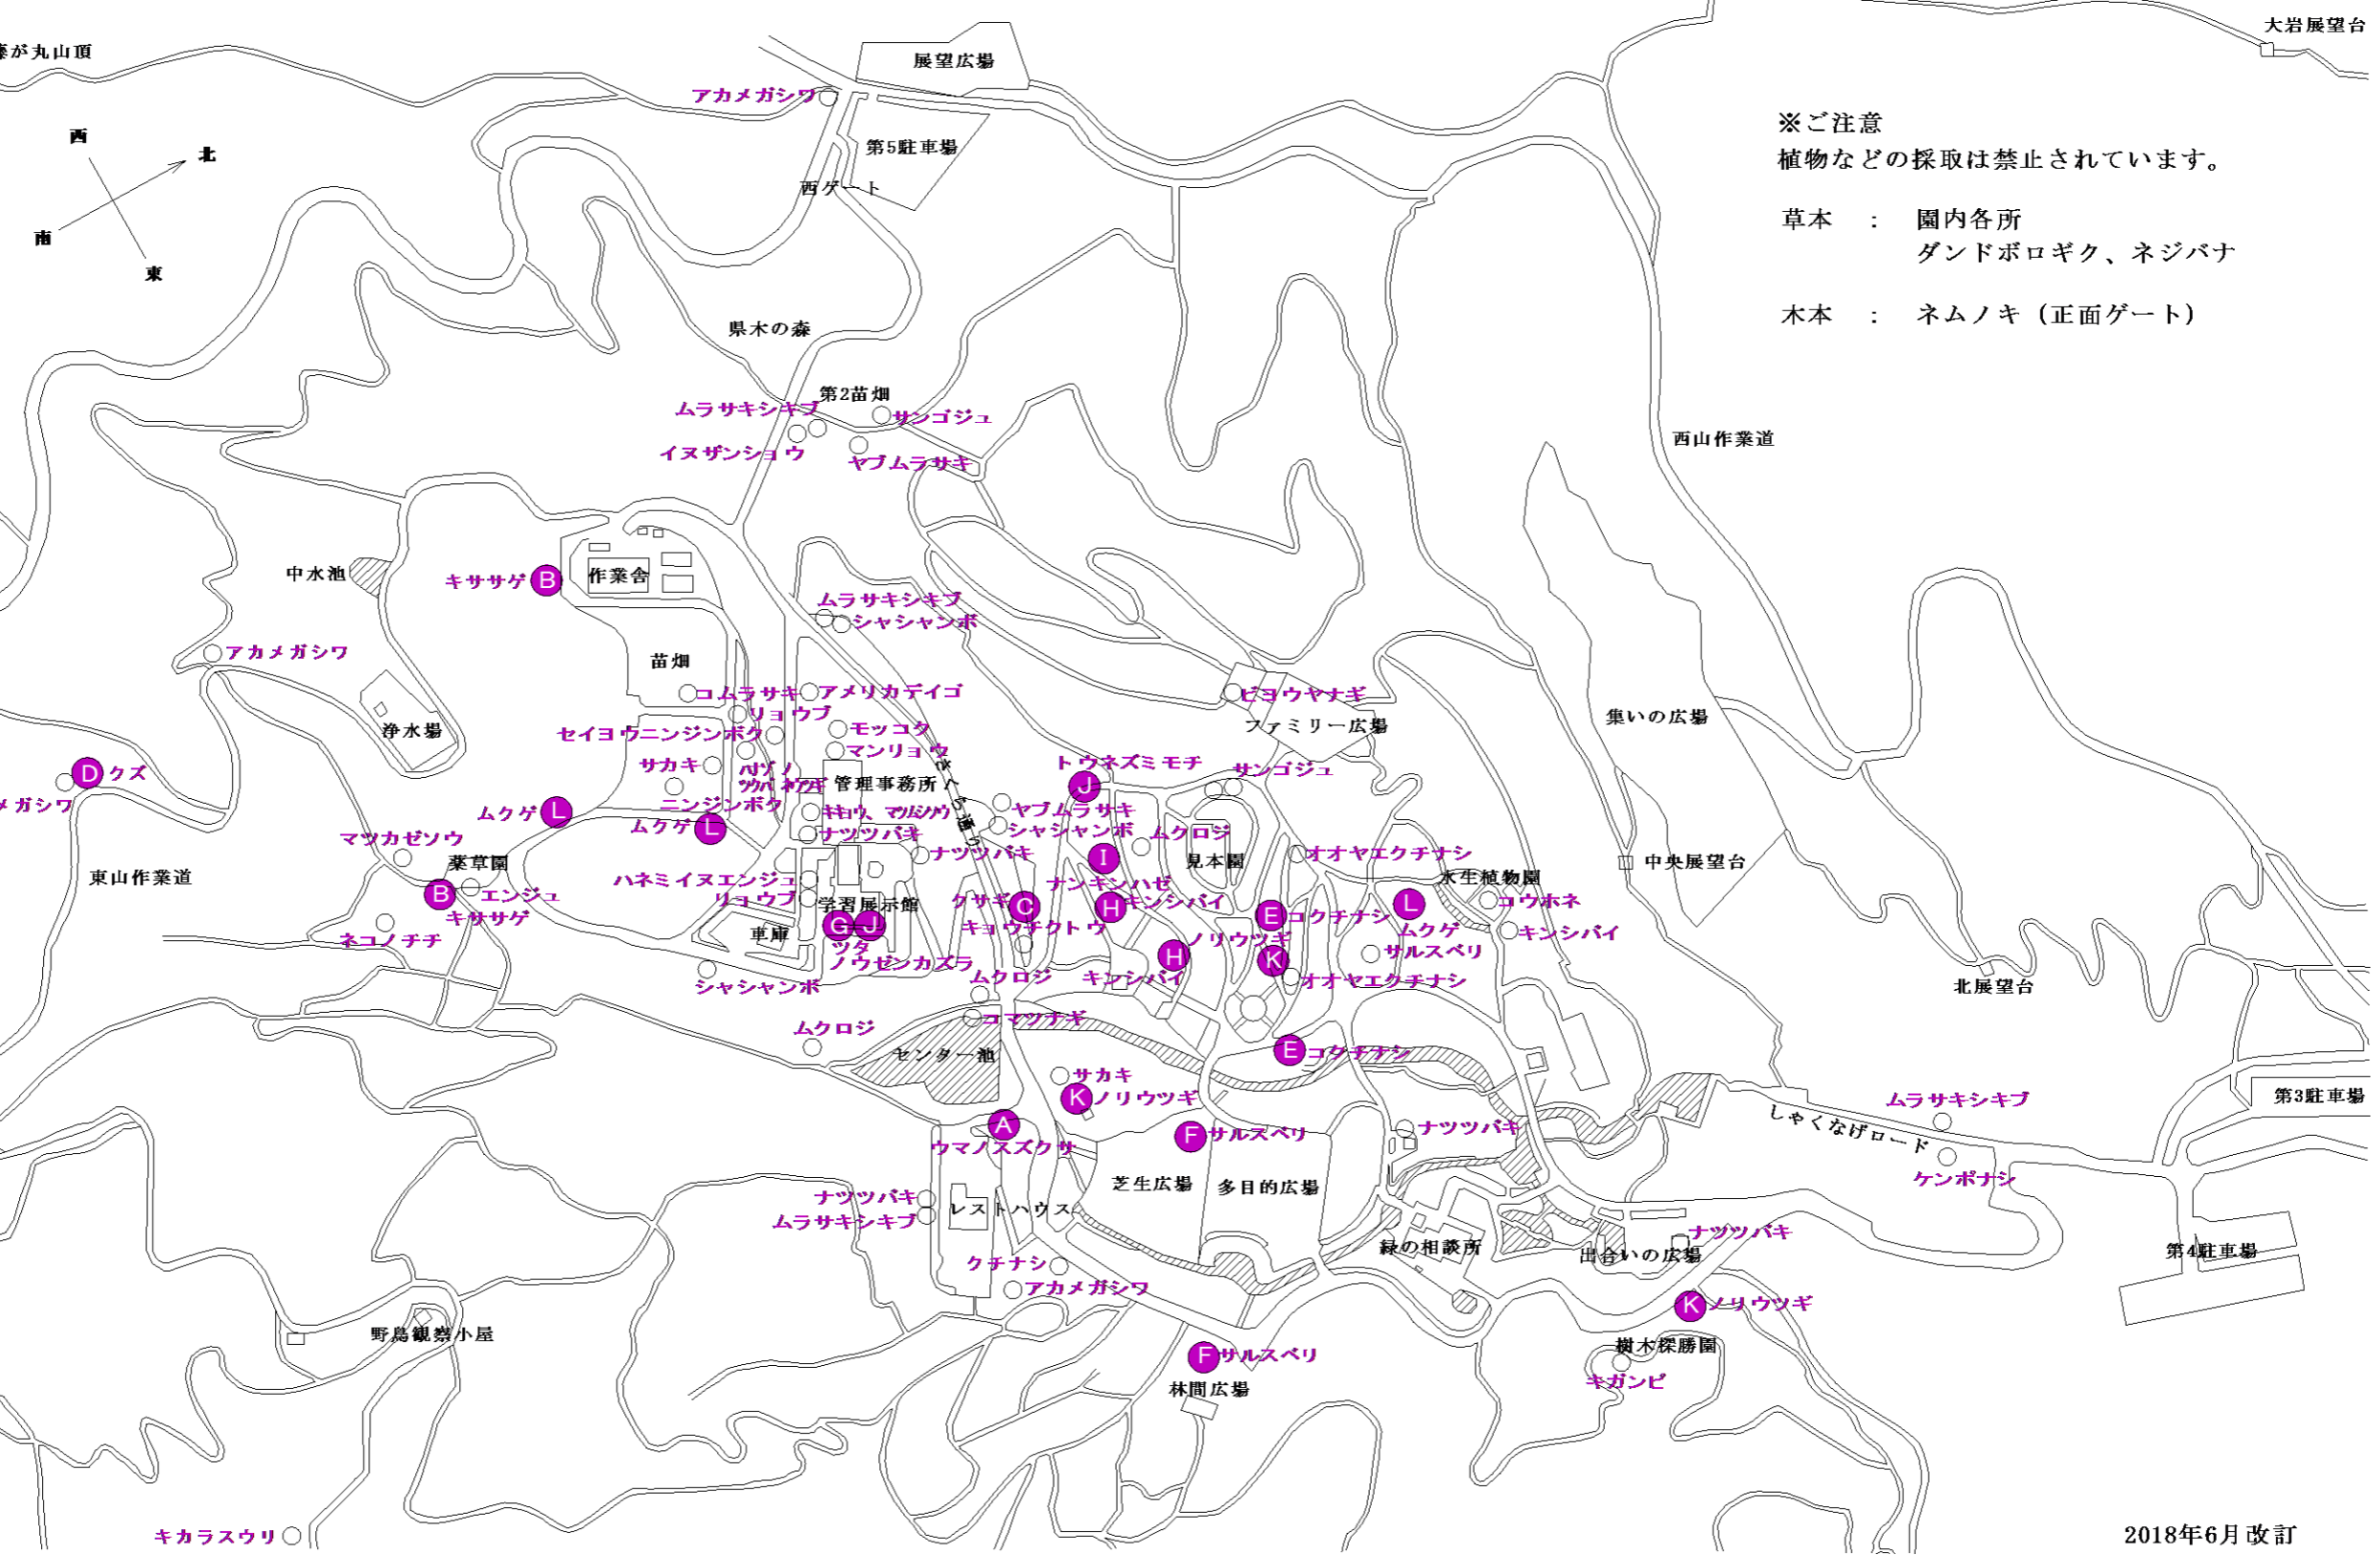 大岩展望台
藤が丸山頂
展望広場
アカメガシワ
※ご注意
西
第5駐車場
北
植物などの採取は禁止されています。
西ゲート
草本 : 園内各所
南
ダンドボロギク、ネジバナ
東
木本 : ネムノキ（正面ゲート）
県木の森
第2苗畑
ムラサキシキブ
サンゴジュ
西山作業道
イヌザンショウ
ヤブムラサキ
中水池
キササゲ
B
作業舎
ムラサキシキブ
シャシャンボ
アカメガシワ
苗畑
コムラサキ
アメリカデイゴ
ビヨウヤナギ
リョウブ
集いの広場
浄水場
セイヨウニンジンボク
モッコク
ファミリー広場
マンリョウ
サカキ
トウネズミモチ
サンゴジュ
D
クズ
管理事務所
さくら通り
J
メガシワ
ニンジンボク
ムクゲ
L
キキョウ、マツムシソウ
ヤブムラサキ
ムクゲ
L
ナツツバキ
シャシャンボ
ムクロジ
マツカゼソウ
薬草園
ナツツバキ
I
見本園
オオヤエクチナシ
中央展望台
東山作業道
ハネミイヌエンジュ
ナンキンハゼ
水生植物園
B
エンジュ
リョウブ
学習展示館
クサギ
C
H
キンシバイ
L
コウホネ
キササゲ
G
J
キョウチクトウ
E
コクチナシ
ムクゲ
キンシバイ
ネコノチチ
車庫
ツタ
ノリウツギ
サルスベリ
ノウゼンカズラ
H
K
シャシャンボ
ムクロジ
キンシバイ
オオヤエクチナシ
北展望台
コマツナギ
ムクロジ
センター池
E
コクチナシ
サカキ
K
ノリウツギ
第3駐車場
ムラサキシキブ
A
しゃくなげロード
ウマノスズクサ
F
サルスベリ
ナツツバキ
ケンポナシ
芝生広場
多目的広場
ナツツバキ
レストハウス
ムラサキシキブ
ナツツバキ
緑の相談所
出合いの広場
第4駐車場
クチナシ
アカメガシワ
K
ノリウツギ
野鳥観察小屋
樹木探勝園
F
サルスベリ
キガンピ
林間広場
キカラスウリ
2018年6月改訂